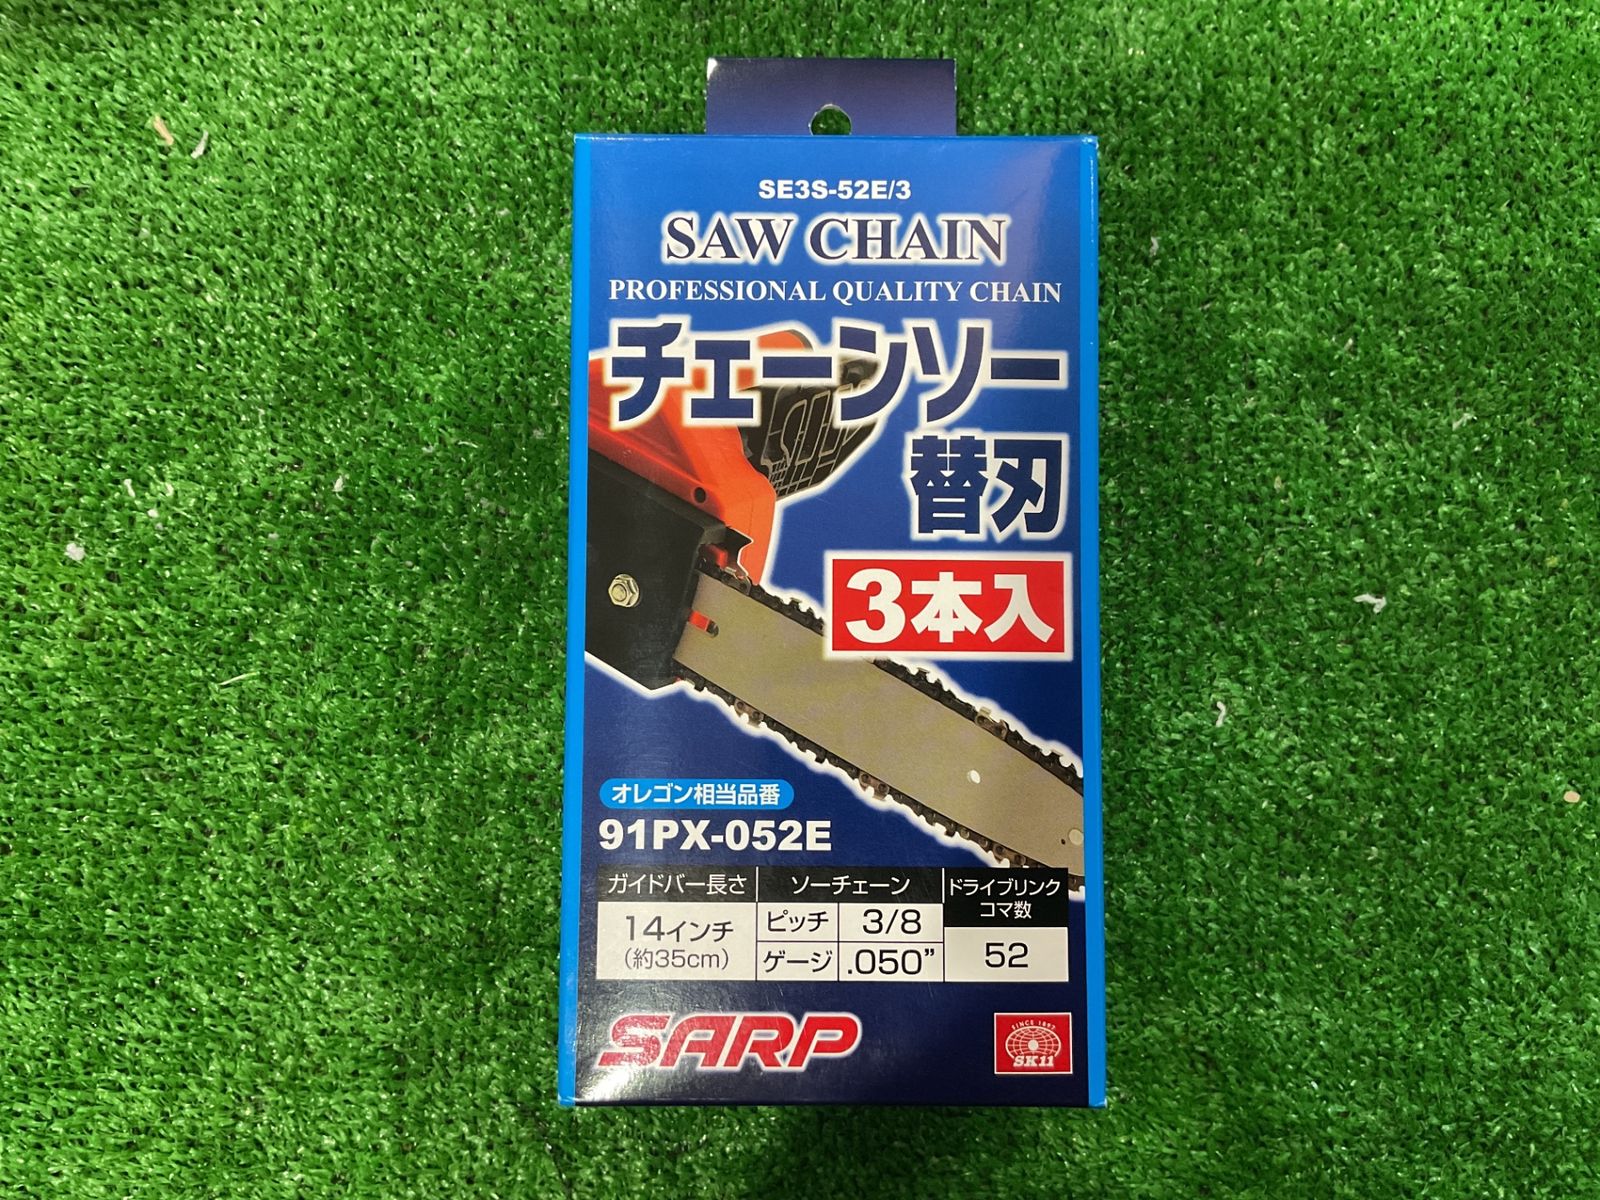 SE3S-52E/3
SAW CHAIN
PROFESSIONAL QUALITY CHAIN
チェーンソー
替刃
3本入
オレゴン相当品番
91PX-052E
ガイドバー長さ ソーチェーン ドライブリンク
コマ数
14インチ ピッチ 3/8
(約35cm) ゲージ .050” 52
SARP
SINCE 1897
SK11